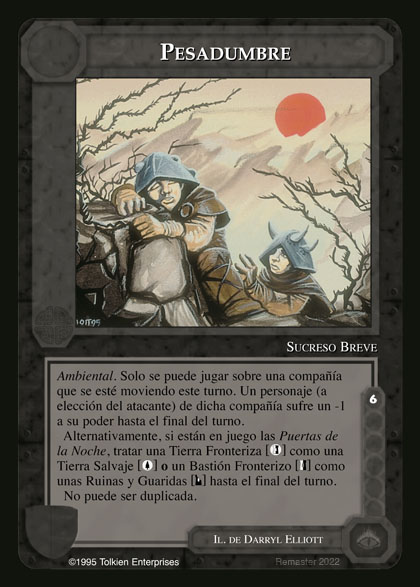 PESADUMBRE
10TT95
SUCRESO BREVE
Ambiental. Solo se puede jugar sobre una compañía
que se esté moviendo este turno. Un personaje (a
elección del atacante) de dicha compañía sufre un -1
a su poder hasta el final del turno.
Alternativamente, si están en juego las Puertas de
la Noche, tratar una Tierra Fronteriza [] como una
Tierra Salvaje [] o un Bastión Fronterizo [] como
unas Ruinas y Guaridas [] hasta el final del turno.
No puede ser duplicada.
6
IL. DE DARRYL ELLIOTT
©1995 Tolkien Enterprises
Remaster 2022